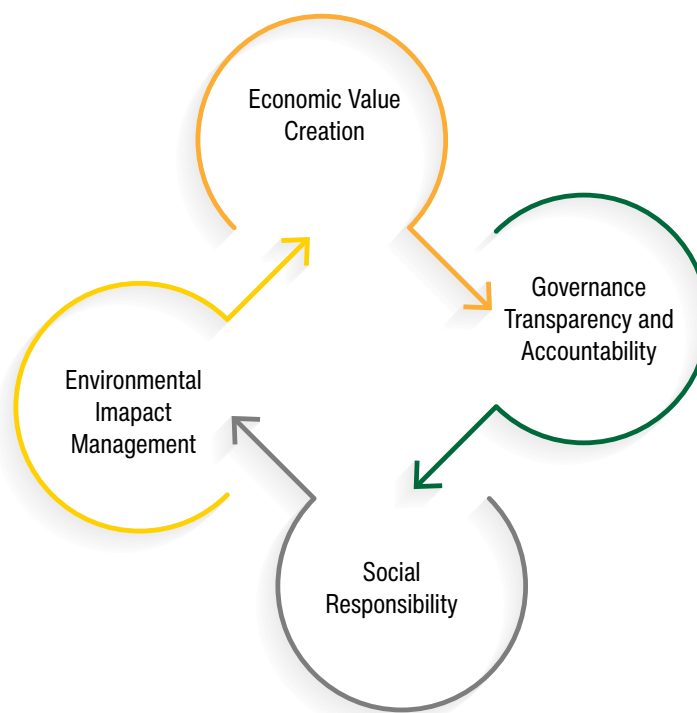 Economic Value
Creation
Governance
Transparency and
Accountability
Social
Responsibility
Environmental
Imapact
Management